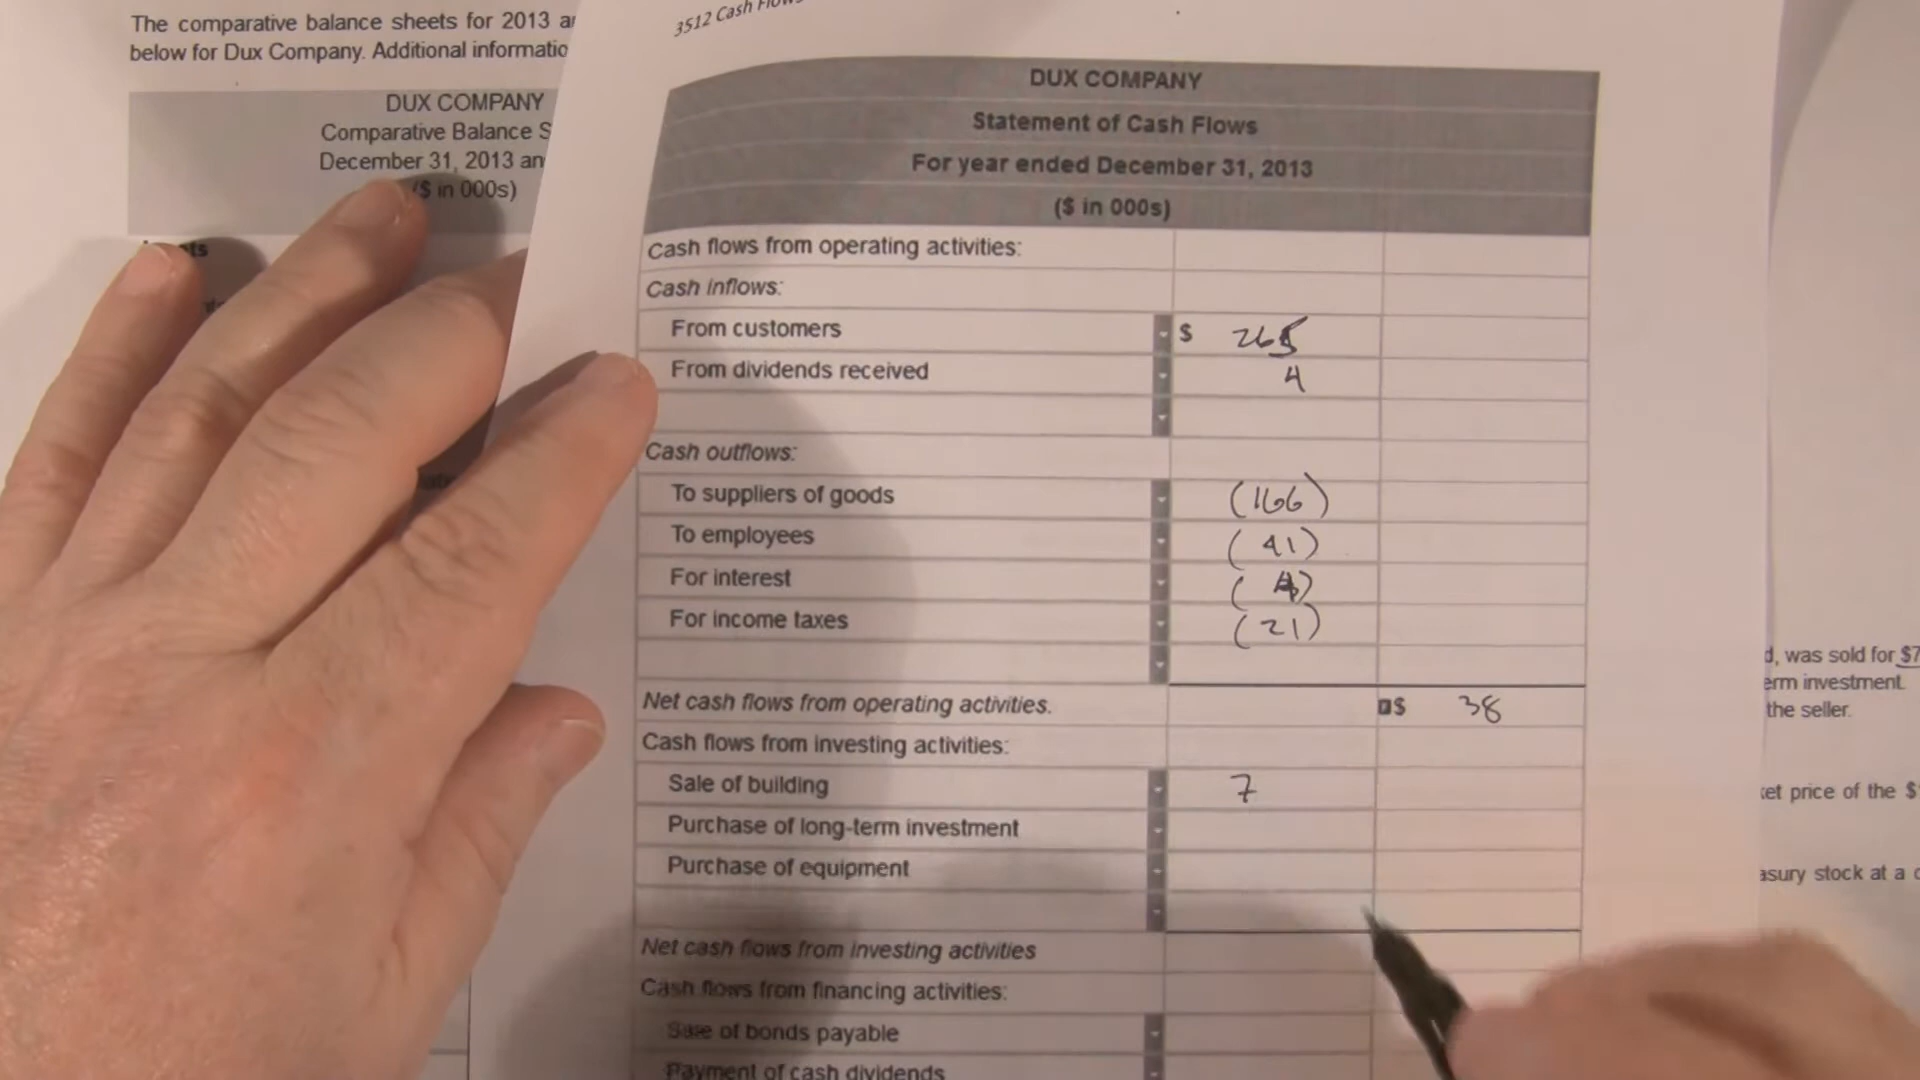 The comparative balance sheets for 2013
below for Dux Company. Additional
DUX COMPANY
Comparative Balance S
December 31, 2013 an
($ in 000s)
3512 Cash Flows
DUX COMPANY
Statement of Cash Flows
For year ended December 31, 2013
($ in 000s)
Cash flows from operating activities:
Cash inflows:
From customers $ 265
From dividends received 4
Cash outflows:
To suppliers of goods (166)
To employees (41)
For interest
For income taxes (21)
Net cash flows from operating activities. $ 38
Cash flows from investing activities:
Sale of building 7
Purchase of long-term investment
Purchase of equipment
Net cash flows from investing activities
Cash flows from financing activities:
Sale of bonds payable
Payment of cash dividends
d, was sold for $7
erm investment.
the seller.
ket price of the $
asury stock at a c